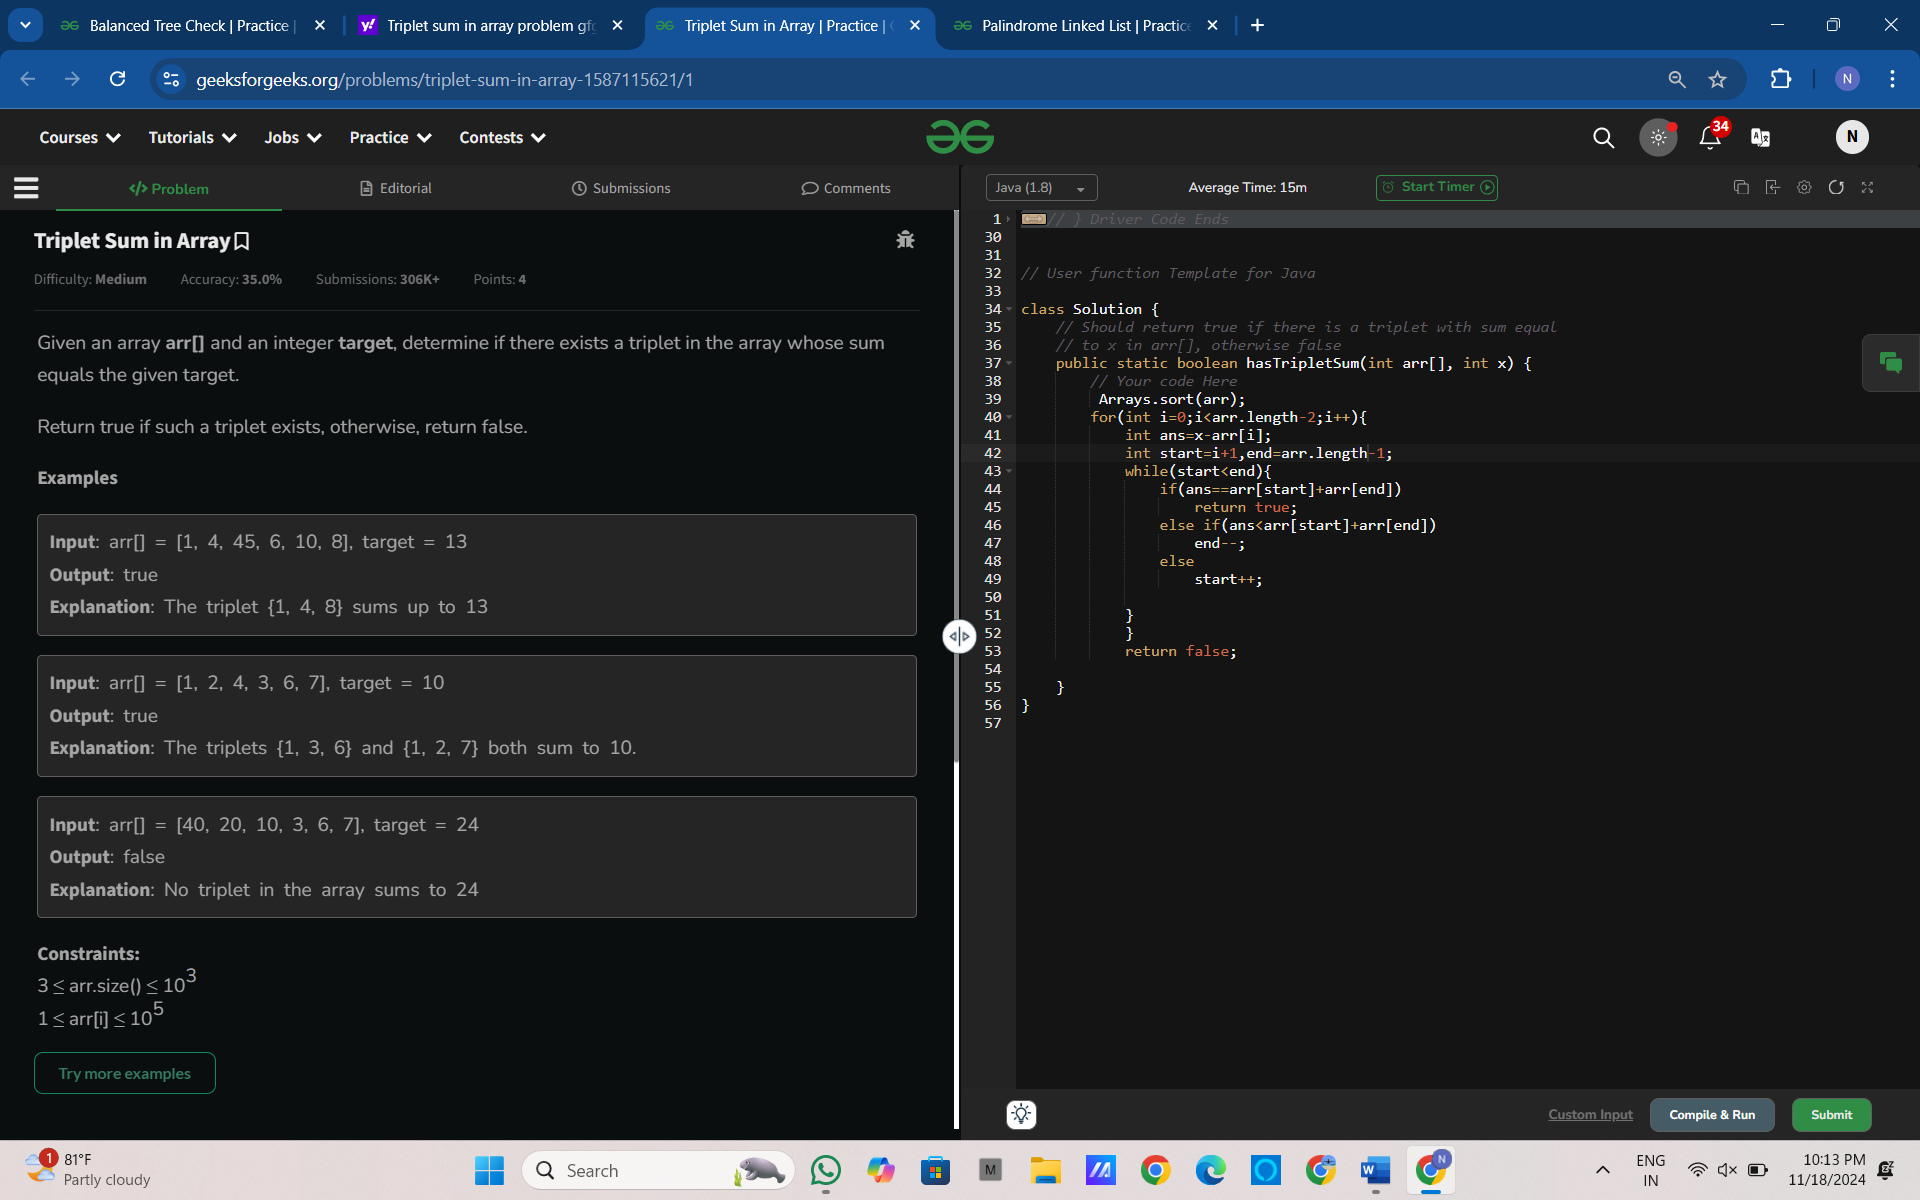 Balanced Tree Check | Practice |
Triplet sum in array problem gfg
Triplet Sum in Array | Practice |
Palindrome Linked List | Practice
geeksforgeeks.org/problems/triplet-sum-in-array-1587115621/1
N
Courses
Tutorials
Jobs
Practice
Contests
34
N
</> Problem
Editorial
Submissions
Comments
Java (1.8)
Average Time: 15m
Start Timer
Triplet Sum in Array
Difficulty: Medium
Accuracy: 35.0%
Submissions: 306K+
Points: 4
Given an array arr[] and an integer target, determine if there exists a triplet in the array whose sum
equals the given target.
Return true if such a triplet exists, otherwise, return false.
Examples
Input: arr[] = [1, 4, 45, 6, 10, 8], target = 13
Output: true
Explanation: The triplet {1, 4, 8} sums up to 13
Input: arr[] = [1, 2, 4, 3, 6, 7], target = 10
Output: true
Explanation: The triplets {1, 3, 6} and {1, 2, 7} both sum to 10.
Input: arr[] = [40, 20, 10, 3, 6, 7], target = 24
Output: false
Explanation: No triplet in the array sums to 24
Constraints:
3 ≤ arr.size() ≤ 10^3
1 ≤ arr[i] ≤ 10^5
Try more examples
1 // } Driver Code Ends
30
31
32 // User function Template for Java
33
34 class Solution {
35 // Should return true if there is a triplet with sum equal
36 // to x in arr[], otherwise false
37 public static boolean hasTripletSum(int arr[], int x) {
38 // Your code Here
39 Arrays.sort(arr);
40 for(int i=0;i<arr.length-2;i++){
41 int ans=x-arr[i];
42 int start=i+1,end=arr.length-1;
43 while(start<end){
44 if(ans==arr[start]+arr[end])
45 return true;
46 else if(ans<arr[start]+arr[end])
47 end--;
48 else
49 start++;
50
51 }
52 }
53 return false;
54
55 }
56 }
57
Custom Input
Compile & Run
Submit
1
81°F
Partly cloudy
Search
M
N
ENG
IN
10:13 PM
11/18/2024